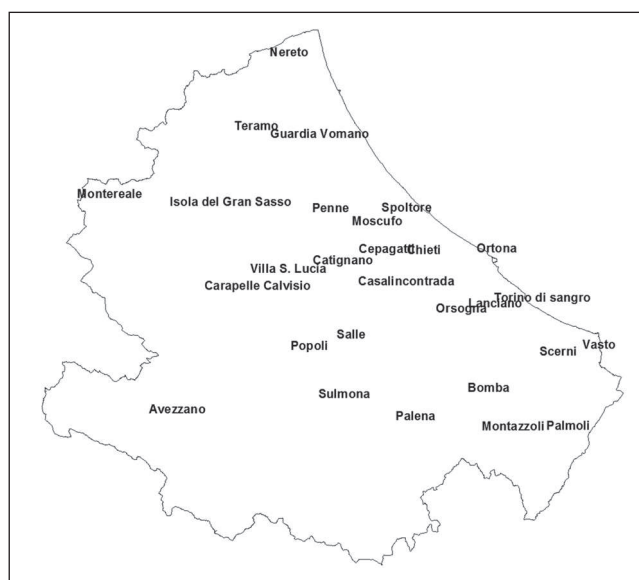 Nereto
Teramo
Guardia Vomano
Montereale
Isola del Gran Sasso
Penne
Spoltore
Moscufo
Cepagatti
Chieti
Ortona
Catignano
Villa S. Lucia
Carapelle Calvisio
Casalincontrada
Torino di sangro
Lanciano
Orsogna
Salle
Popoli
Vasto
Scerni
Sulmona
Bomba
Avezzano
Palena
Montazzoli
Palmoli